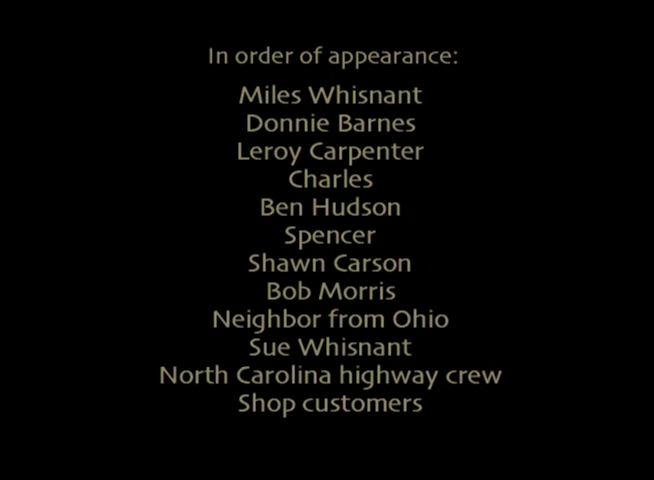 In order of appearance:
Miles Whisnant
Donnie Barnes
Leroy Carpenter
Charles
Ben Hudson
Spencer
Shawn Carson
Bob Morris
Neighbor from Ohio
Sue Whisnant
North Carolina highway crew
Shop customers